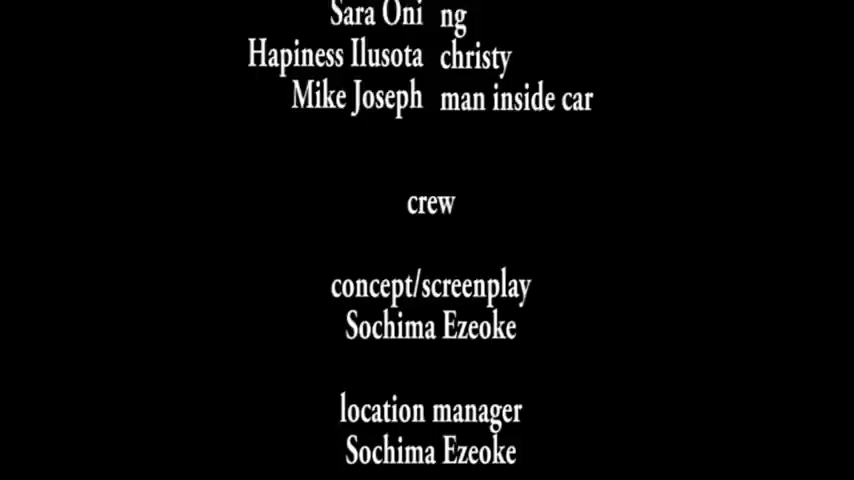 Sara Oni ng
Hapiness Ilusota christy
Mike Joseph man inside car
crew
concept/screenplay
Sochima Ezeoke
location manager
Sochima Ezeoke